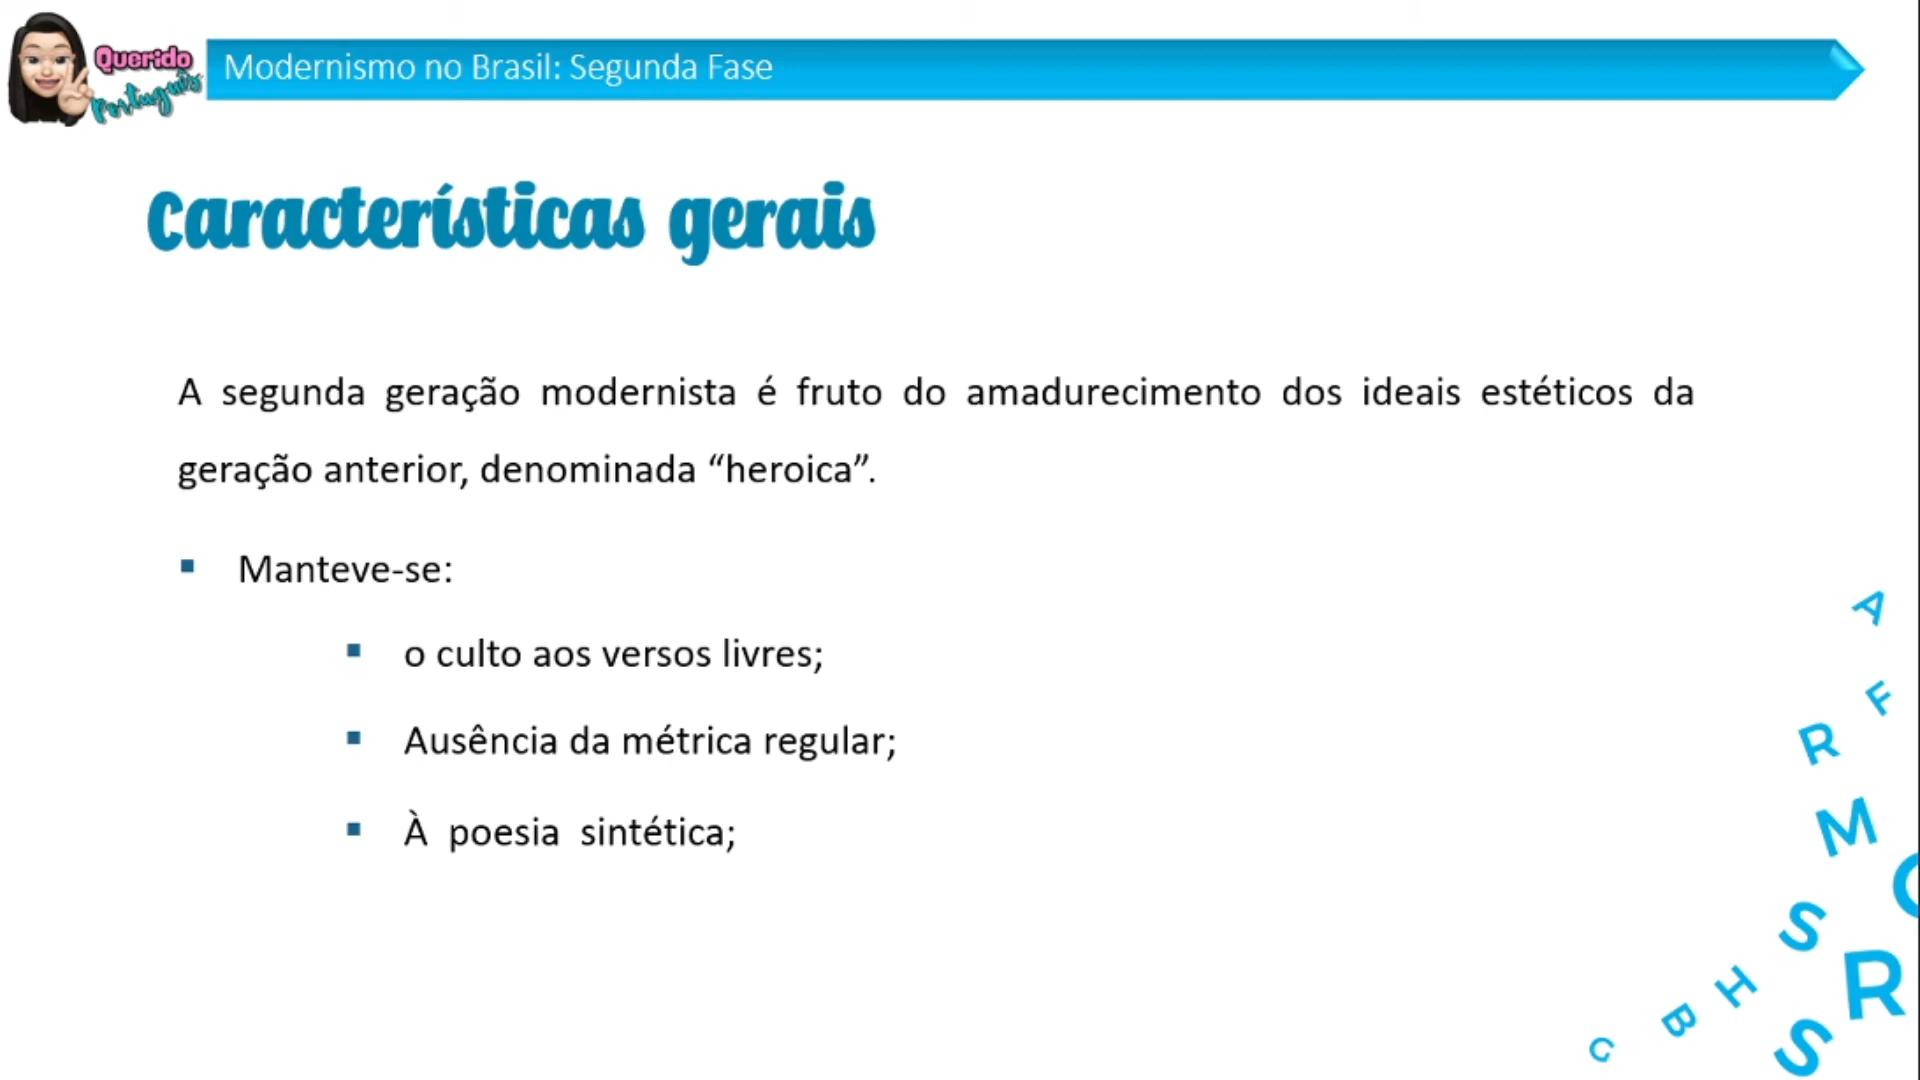 Querido
Português
Modernismo no Brasil: Segunda Fase
Características gerais
A segunda geração modernista é fruto do amadurecimento dos ideais estéticos da
geração anterior, denominada “heroica”.
Manteve-se:
o culto aos versos livres;
Ausência da métrica regular;
À poesia sintética;
A
F
R
M
S
R
H
B
S
C